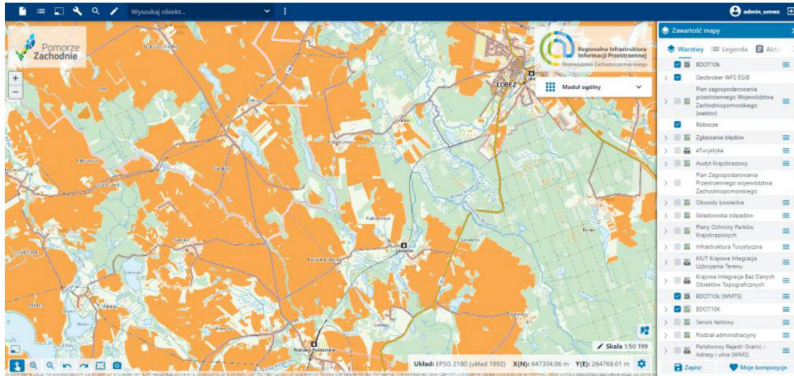 Wyszukaj obiekt...
admin_umwz
Pomorze
Zachodnie
Regionalna Infrastruktura
Informacji Przestrzennej
Województwa Zachodniopomorskiego
Moduł ogólny
ŁOBEZ
Zawartość mapy
Warstwy
Legenda
BDOT10k
Geobroker WFS EGiB
Plan zagospodarowania
przestrzennego Województwa
Zachodniopomorskiego
(wektor)
Robocze
Zgłaszanie błędów
eTurystyka
Audyt Krajobrazowy
Plan Zagospodarowania
Przestrzennego województwa
Zachodniopomorskiego
Obwody Łowieckie
Składowiska odpadów
Plany Ochrony Parków
Krajobrazowych
Infrastruktura Turystyczna
KIUT Krajowa Integracja
Uzbrojenia Terenu
Krajowa Integracja Baz Danych
Obiektów Topograficznych
BDOT10k (WMTS)
BDOT10K
Serwis testowy
Podział administracyjny
Państwowy Rejestr Granic -
Adresy i ulice (WMS)
Zapisz
Moje kompozycje
Skala 1:50 199
Układ: EPSG 2180 (układ 1992) X(N): 647304.06 m Y(E): 264768.61 m